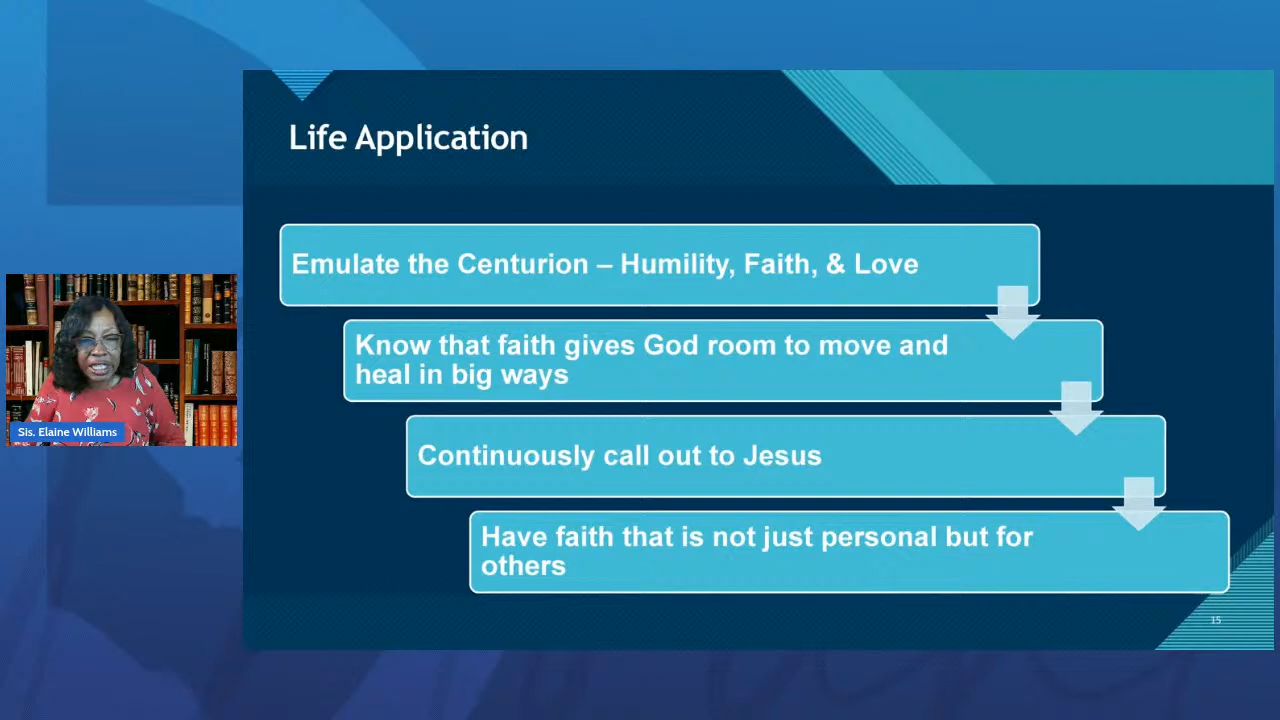 Life Application
Emulate the Centurion – Humility, Faith, & Love
Know that faith gives God room to move and
heal in big ways
Continuously call out to Jesus
Sis. Elaine Williams
Have faith that is not just personal but for
others
15